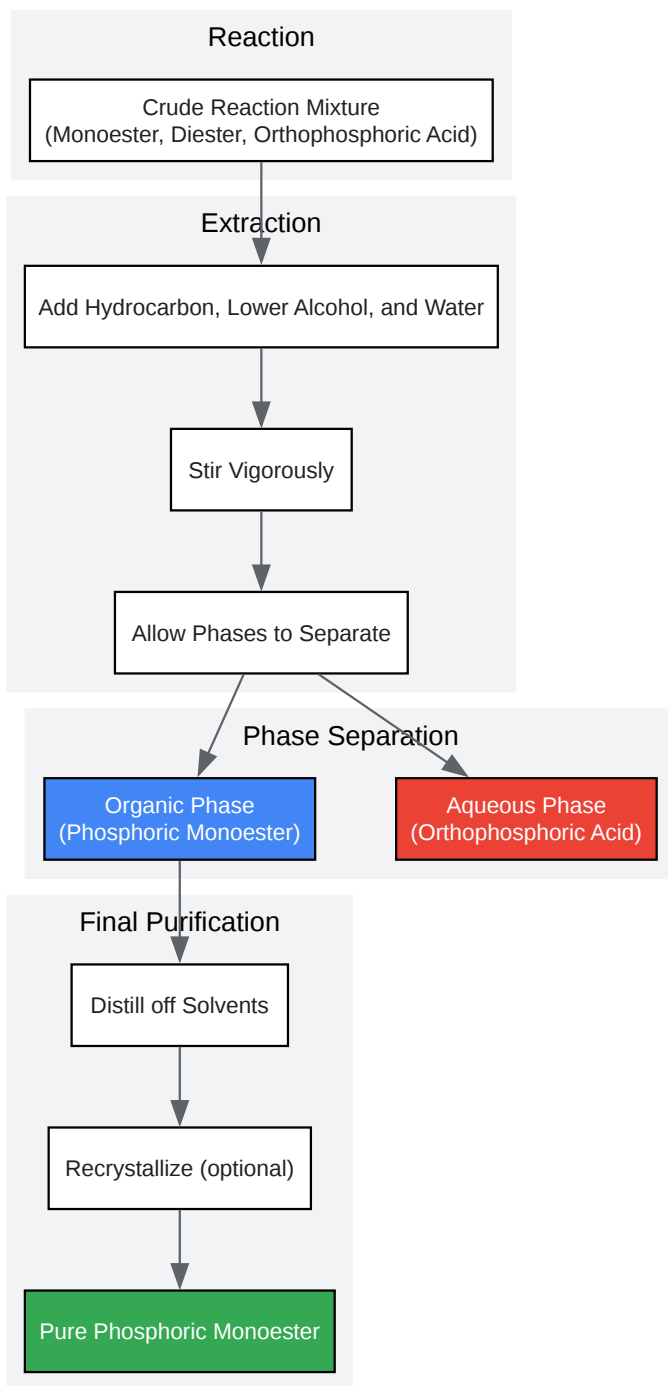 Reaction
Crude Reaction Mixture
(Monoester, Diester, Orthophosphoric Acid)
Extraction
Add Hydrocarbon, Lower Alcohol, and Water
Stir Vigorously
Allow Phases to Separate
Phase Separation
Organic Phase
(Phosphoric Monoester)
Aqueous Phase
(Orthophosphoric Acid)
Final Purification
Distill off Solvents
Recrystallize (optional)
Pure Phosphoric Monoester